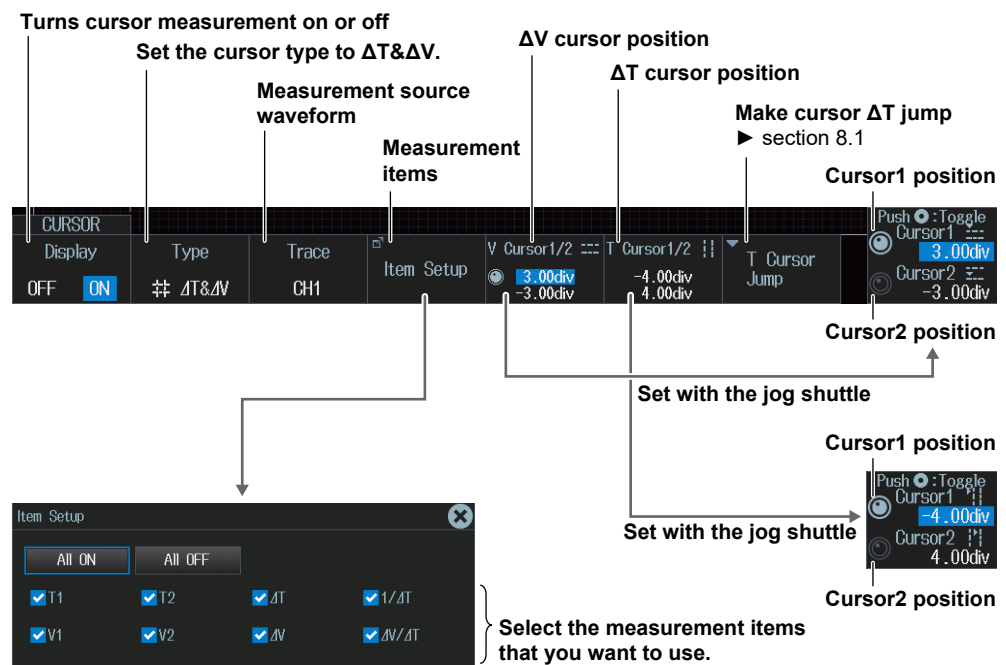 Turns cursor measurement on or off
Set the cursor type to ΔT&ΔV.
Measurement source
waveform
Measurement
items
ΔV cursor position
ΔT cursor position
Make cursor ΔT jump
► section 8.1
Cursor1 position
CURSOR
Display
OFF ON
Type
ΔT&ΔV
Trace
CH1
Item Setup
V Cursor1/2
3.00div
-3.00div
T Cursor1/2
-4.00div
4.00div
T Cursor
Jump
Push :Toggle
Cursor1
3.00div
Cursor2
-3.00div
Cursor2 position
Set with the jog shuttle
Cursor1 position
Push :Toggle
Cursor1
-4.00div
Cursor2
4.00div
Set with the jog shuttle
Cursor2 position
Item Setup
All ON All OFF
T1 T2 ΔT 1/ΔT
V1 V2 ΔV ΔV/ΔT
Select the measurement items
that you want to use.